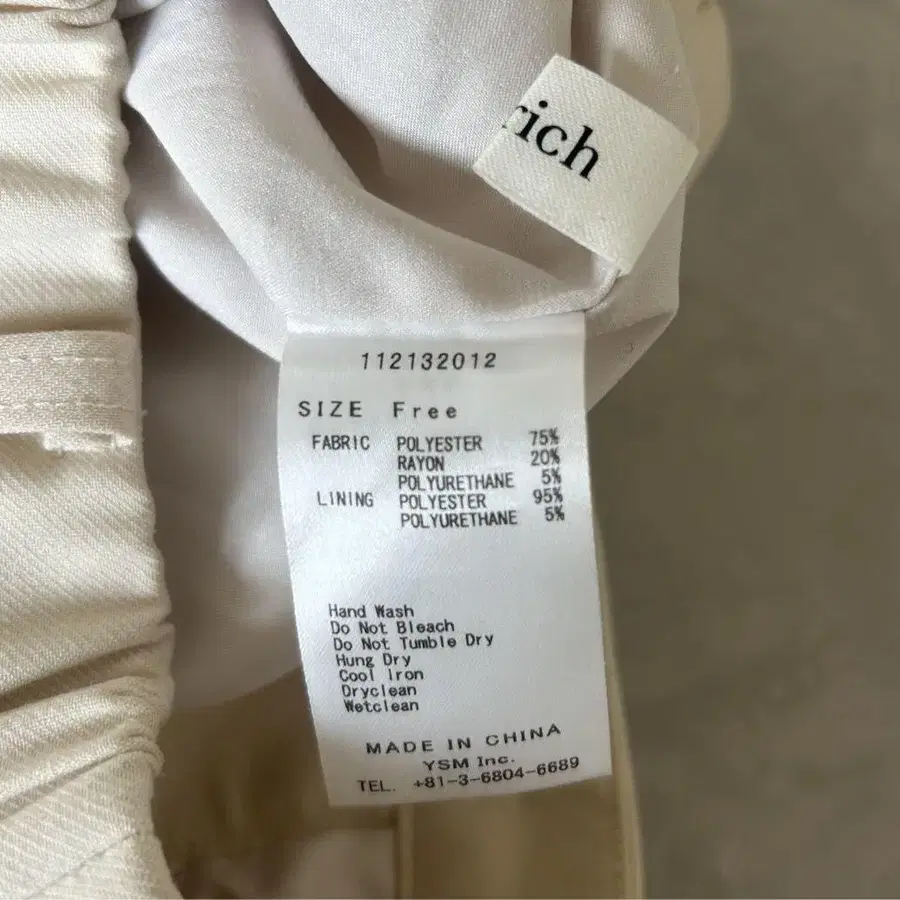 rich
112132012
SIZE Free
FABRIC POLYESTER 75%
RAYON 20%
POLYURETHANE 5%
LINING POLYESTER 95%
POLYURETHANE 5%
Hand Wash
Do Not Bleach
Do Not Tumble Dry
Hung Dry
Cool Iron
Dryclean
Wetclean
MADE IN CHINA
YSM Inc.
TEL. +81-3-6804-6689